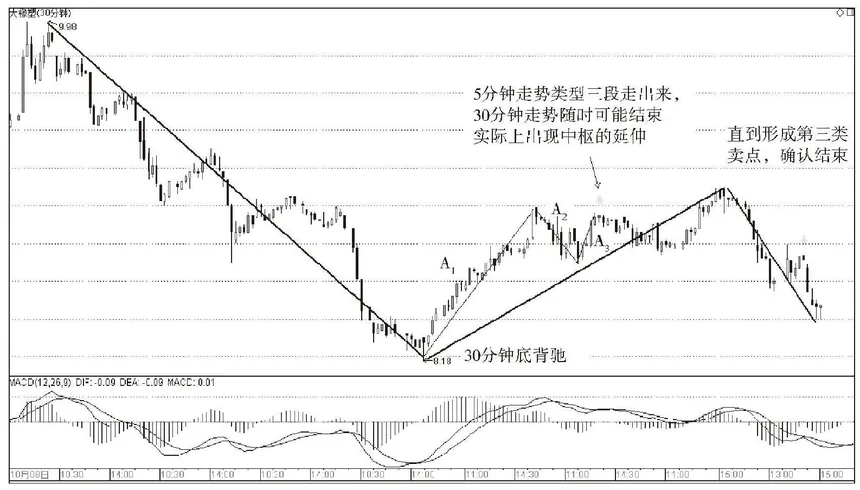 大橡塑(30分钟)
9.98
5分钟走势类型三段走出来，
30分钟走势随时可能结束
实际上出现中枢的延伸
直到形成第三类
卖点，确认结束
A₁
A₂
A₃
8.18
30分钟底背驰
MACD(12,26,9) DIF: -0.09 DEA: -0.09 MACD: 0.01
10月08日 10:30 14:00 10:30 14:00 10:30 14:00 10:30 14:00 11:00 14:30 11:00 14:30 11:00 15:00 13:00 15:00